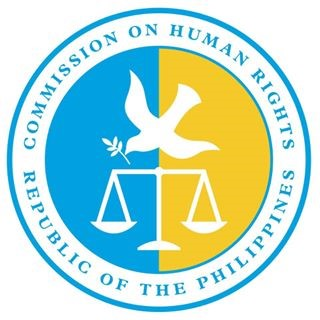 COMMISSION ON HUMAN RIGHTS
REPUBLIC OF THE PHILIPPINES